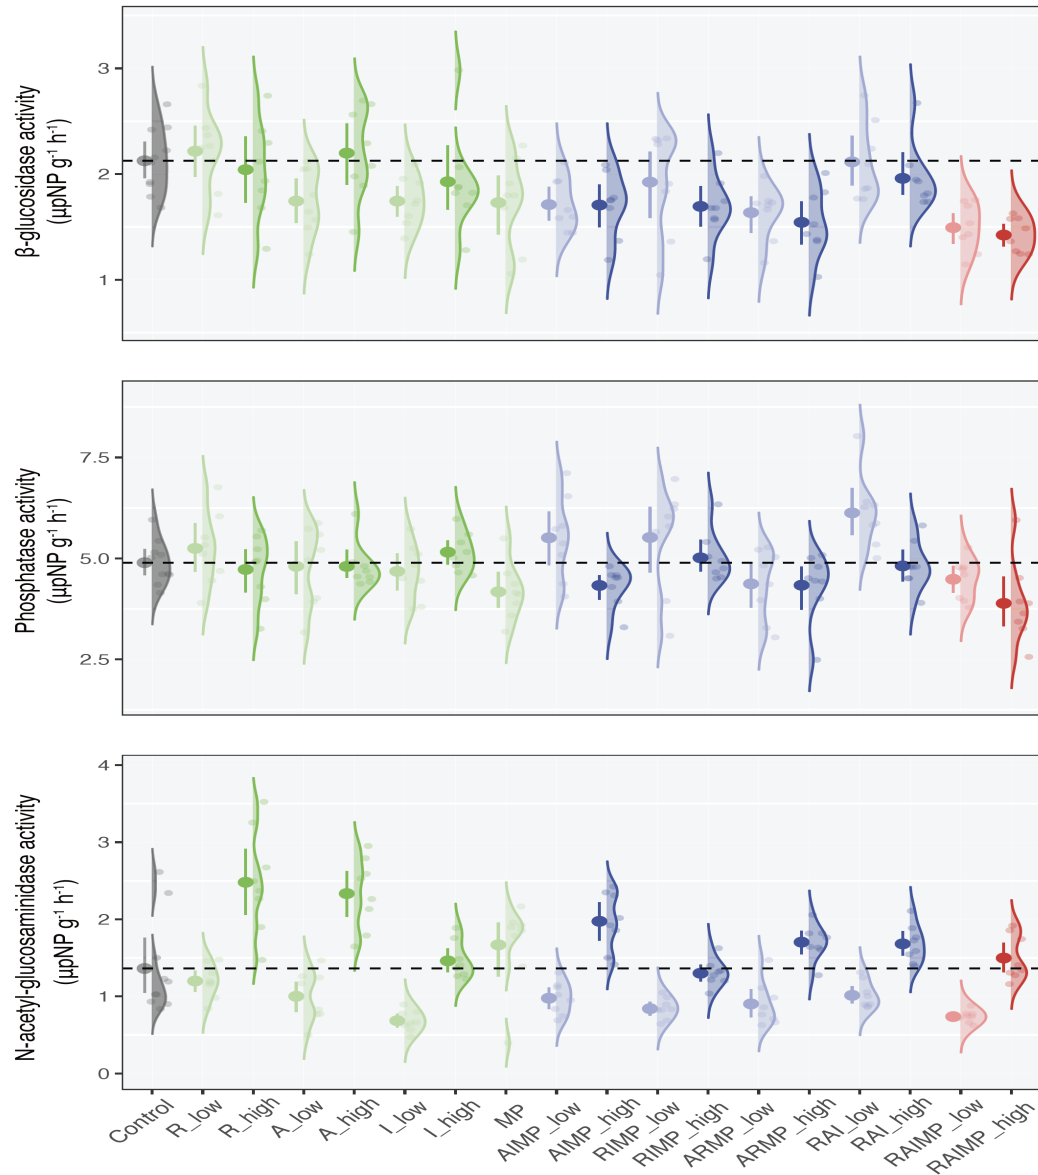 β-glucosidase activity
(μpNP g⁻¹ h⁻¹)
3
2
1
Phosphatase activity
(μpNP g⁻¹ h⁻¹)
7.5
5.0
2.5
N-acetyl-glucosaminidase activity
(μpNP g⁻¹ h⁻¹)
4
3
2
1
0
Control
R_low
R_high
A_low
A_high
I_low
I_high
MP
AIMP_low
AIMP_high
RIMP_low
RIMP_high
ARMP_low
ARMP_high
RAI_low
RAI_high
RAIMP_low
RAIMP_high